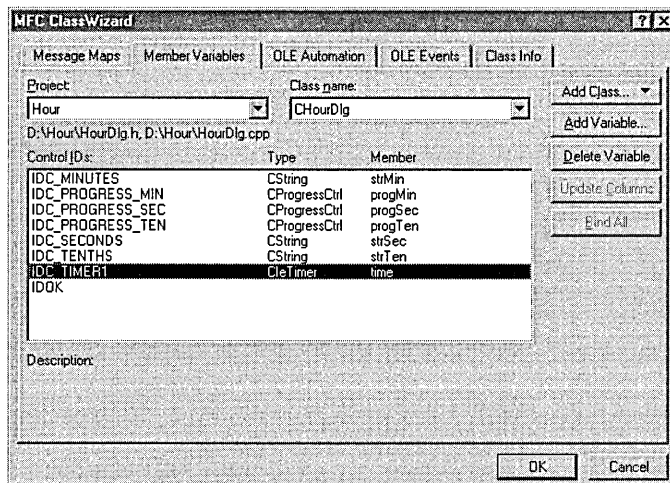 MFC ClassWizard
Message Maps Member Variables OLE Automation OLE Events Class Info
Project: Class name: Add Class...
Hour CHourDlg
Add Variable...
D:\Hour\HourDlg.h, D:\Hour\HourDlg.cpp
Control IDs: Type Member Delete Variable
IDC_MINUTES CString strMin
IDC_PROGRESS_MIN CProgressCtrl progMin Update Columns
IDC_PROGRESS_SEC CProgressCtrl progSec
IDC_PROGRESS_TEN CProgressCtrl progTen
IDC_SECONDS CString strSec Bind All
IDC_TENTHS CString strTen
IDC_TIMER1 CIeTimer time
IDOK
Description:
OK Cancel